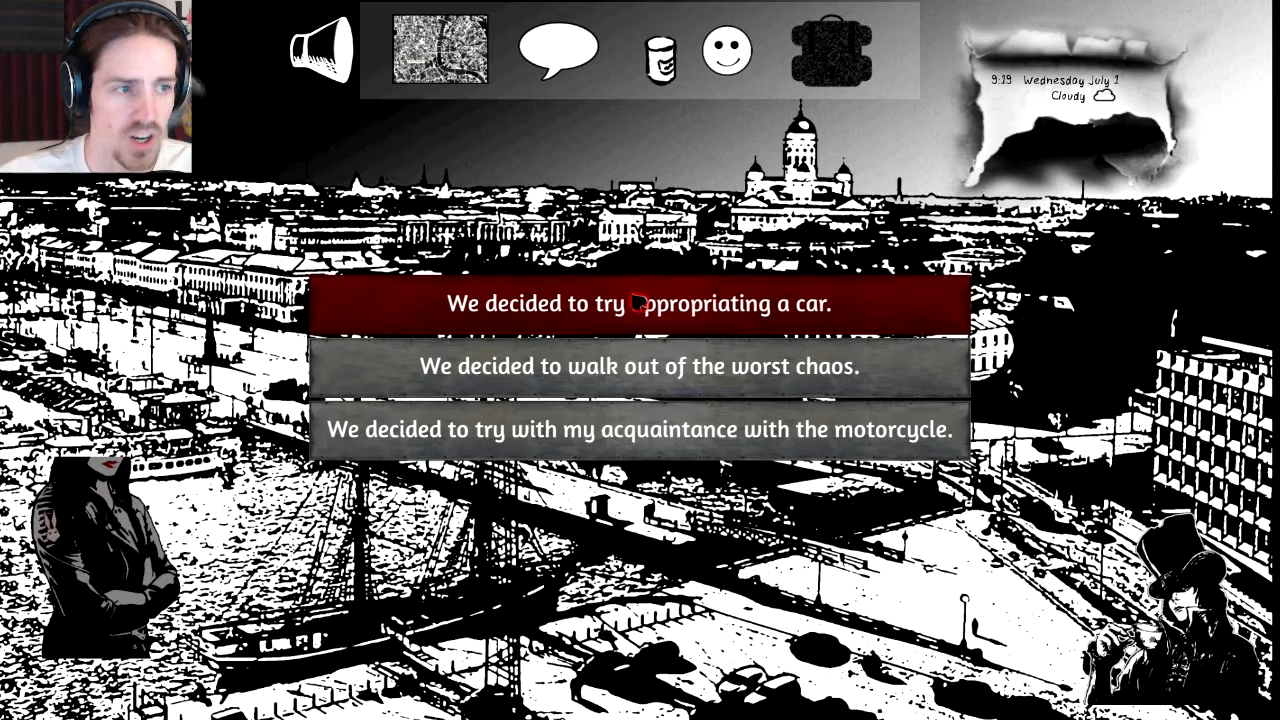 9:19 Wednesday July 1
Cloudy
We decided to try appropriating a car.
We decided to walk out of the worst chaos.
We decided to try with my acquaintance with the motorcycle.